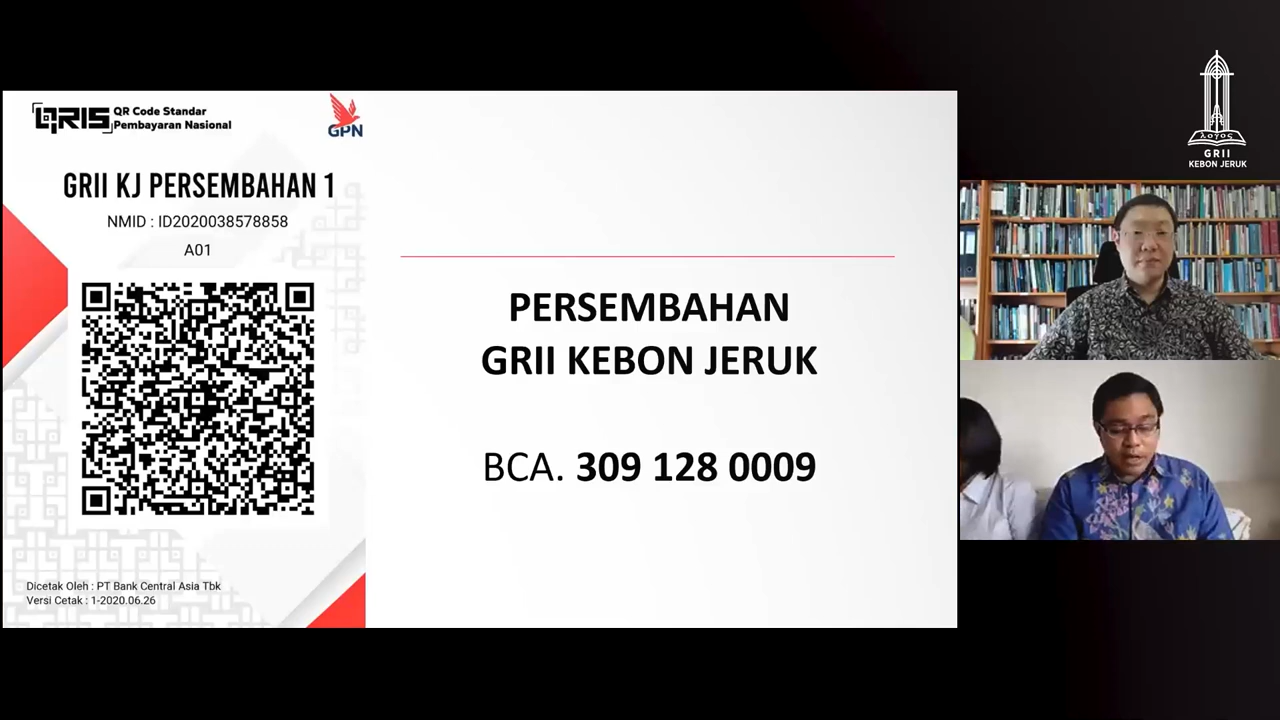 QRIS QR Code Standar
Pembayaran Nasional
GPN
GRII KJ PERSEMBAHAN 1
NMID : ID2020038578858
A01
Dicetak Oleh : PT Bank Central Asia Tbk
Versi Cetak : 1-2020.06.26
PERSEMBAHAN
GRII KEBON JERUK
BCA. 309 128 0009
λογος
GRII
KEBON JERUK